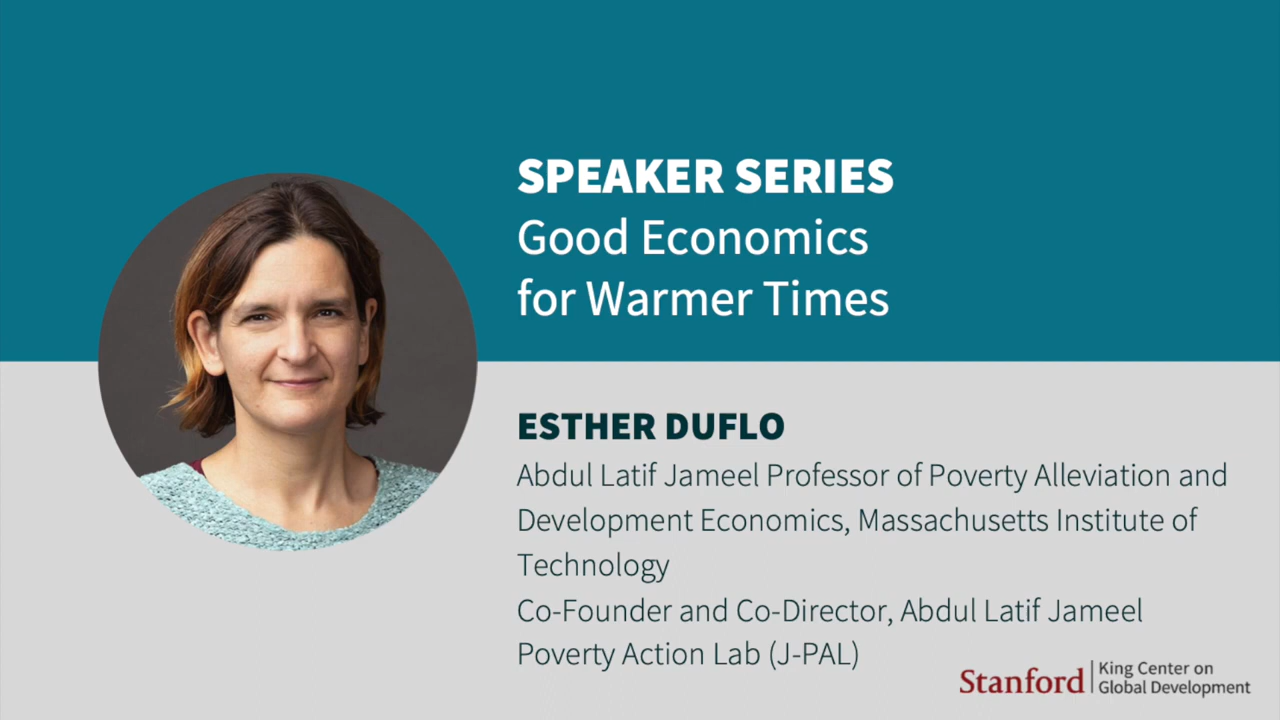 SPEAKER SERIES
Good Economics
for Warmer Times
ESTHER DUFLO
Abdul Latif Jameel Professor of Poverty Alleviation and
Development Economics, Massachusetts Institute of
Technology
Co-Founder and Co-Director, Abdul Latif Jameel
Poverty Action Lab (J-PAL)
Stanford
King Center on
Global Development